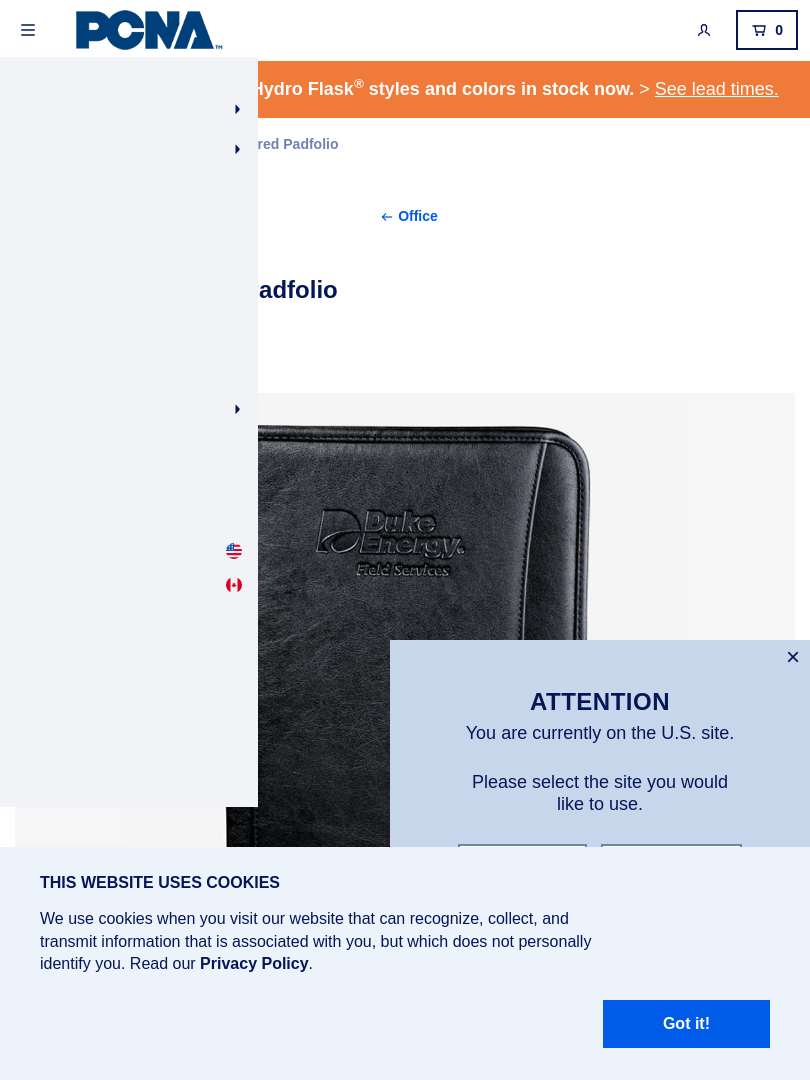 PCNA™
0
Hydro Flask® styles and colors in stock now. > See lead times.
red Padfolio
← Office
adfolio
Duke
Energy®
Field Services
×
ATTENTION
You are currently on the U.S. site.
Please select the site you would
like to use.
THIS WEBSITE USES COOKIES
We use cookies when you visit our website that can recognize, collect, and
transmit information that is associated with you, but which does not personally
identify you. Read our Privacy Policy.
Got it!